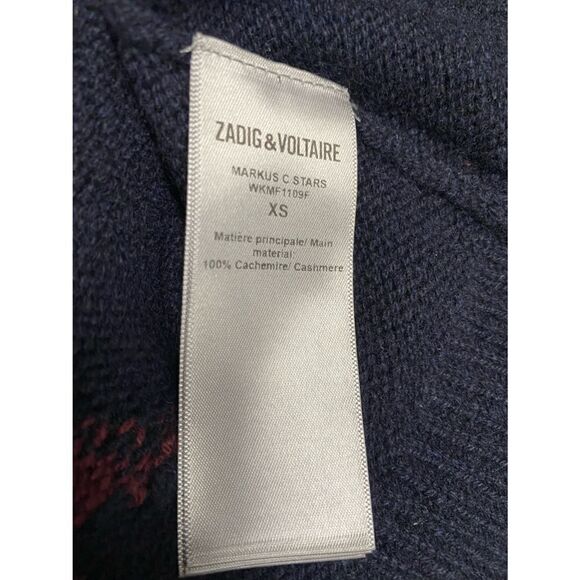 ZADIG&VOLTAIRE
MARKUS C STARS
WKMF1109F
XS
Matière principale/ Main
material:
100% Cachemire/ Cashmere